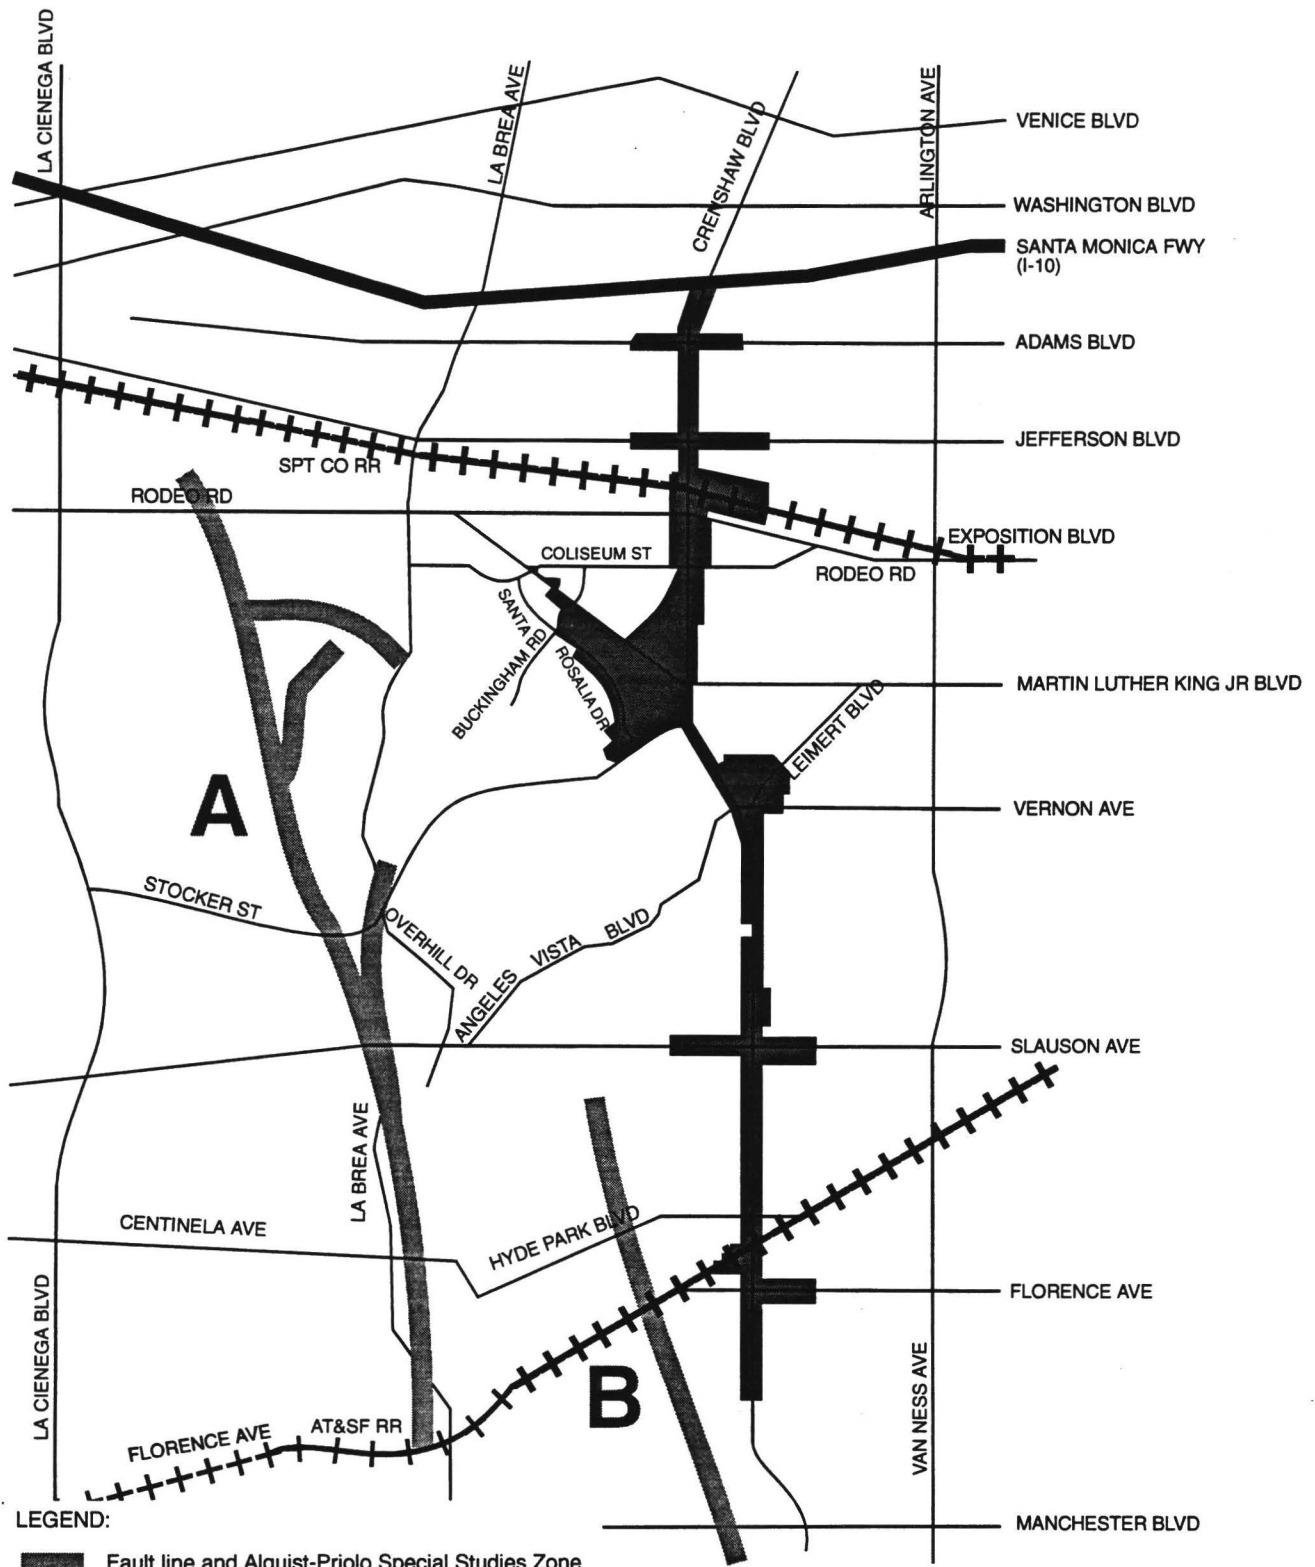 LA CIENEGA BLVD
LA BREA AVE
CRENSHAW BLVD
ARLINGTON AVE
VENICE BLVD
WASHINGTON BLVD
SANTA MONICA FWY
(I-10)
ADAMS BLVD
JEFFERSON BLVD
SPT CO RR
RODEO RD
EXPOSITION BLVD
COLISEUM ST
RODEO RD
SANTA
ROSALIA DR
BUCKINGHAM RD
MARTIN LUTHER KING JR BLVD
LEIMERT BLVD
A
VERNON AVE
STOCKER ST
OVERHILL DR
ANGELES VISTA BLVD
SLAUSON AVE
LA BREA AVE
CENTINELA AVE
HYDE PARK BLVD
FLORENCE AVE
LA CIENEGA BLVD
B
VAN NESS AVE
FLORENCE AVE
AT&SF RR
MANCHESTER BLVD
LEGEND:
Fault line and Alquist-Priolo Special Studies Zone